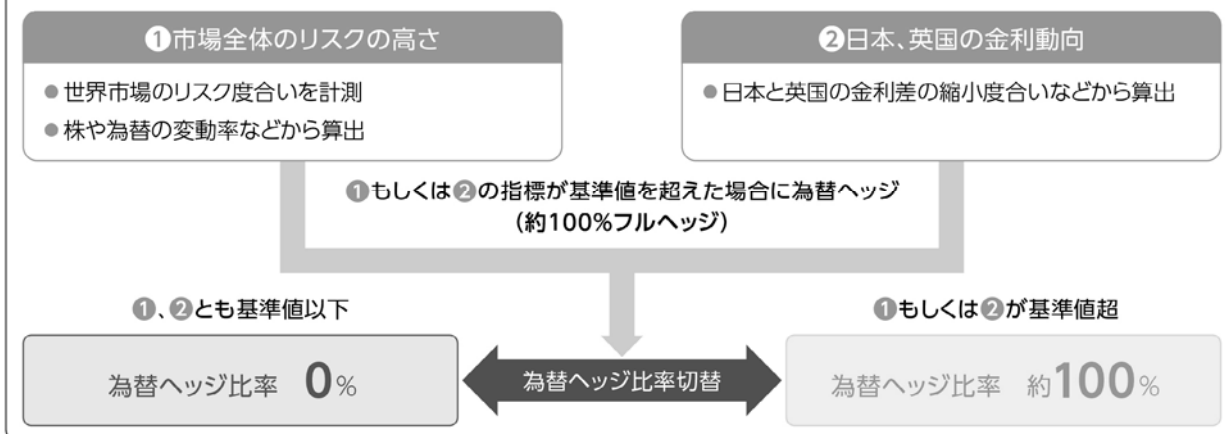 ❶市場全体のリスクの高さ
●世界市場のリスク度合いを計測
●株や為替の変動率などから算出
❷日本、英国の金利動向
●日本と英国の金利差の縮小度合いなどから算出
❶もしくは❷の指標が基準値を超えた場合に為替ヘッジ
(約100%フルヘッジ)
❶、❷とも基準値以下
為替ヘッジ比率 0%
為替ヘッジ比率切替
❶もしくは❷が基準値超
為替ヘッジ比率 約100%